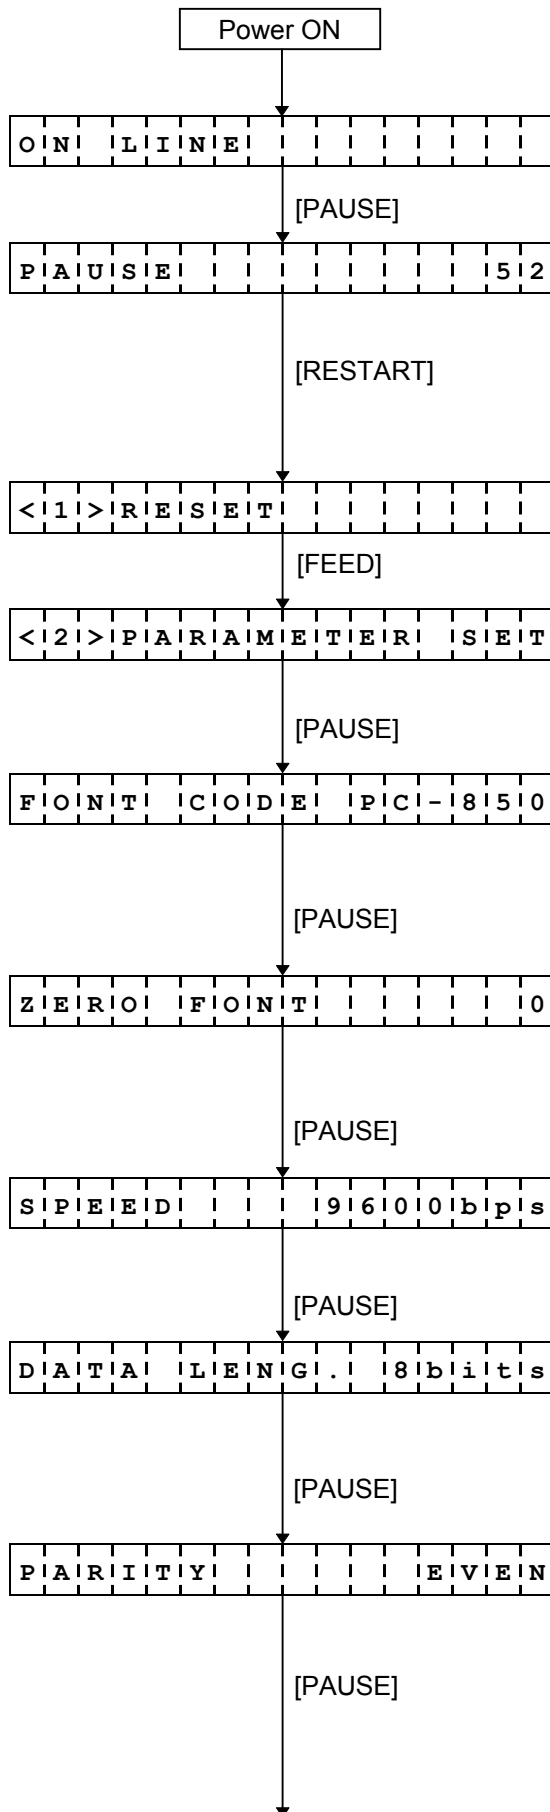 Power ON
ON LINE
[PAUSE]
PAUSE 52
[RESTART]
<1>RESET
[FEED]
<2>PARAMETER SET
[PAUSE]
FONT CODE PC-850
[PAUSE]
ZERO FONT 0
[PAUSE]
SPEED 9600bps
[PAUSE]
DATA LENG. 8bits
[PAUSE]
PARITY EVEN
[PAUSE]